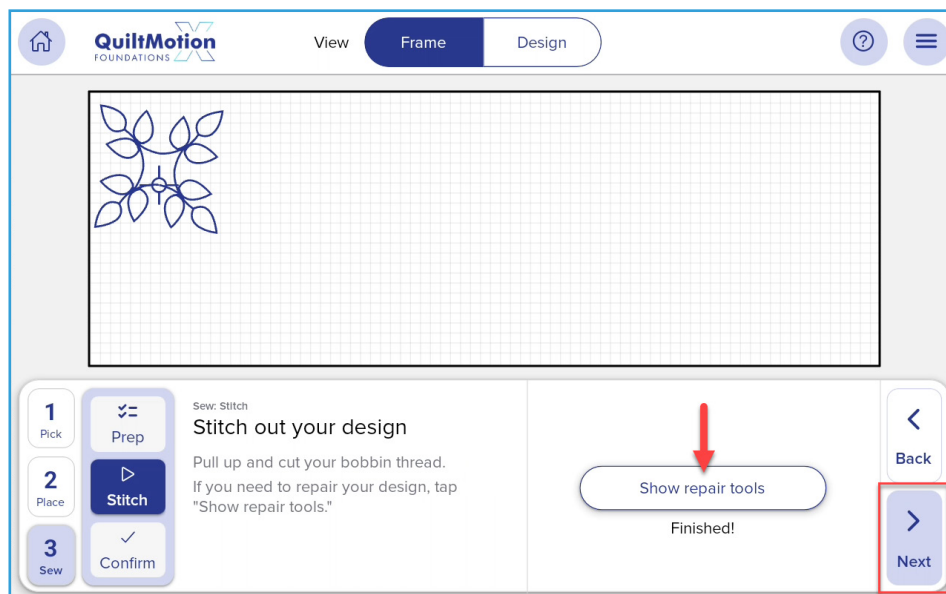 QuiltMotion
FOUNDATIONS
View
Frame
Design
1
Pick
2
Place
3
Sew
Prep
Stitch
Confirm
Sew: Stitch
Stitch out your design
Pull up and cut your bobbin thread.
If you need to repair your design, tap
"Show repair tools."
Show repair tools
Finished!
Back
Next